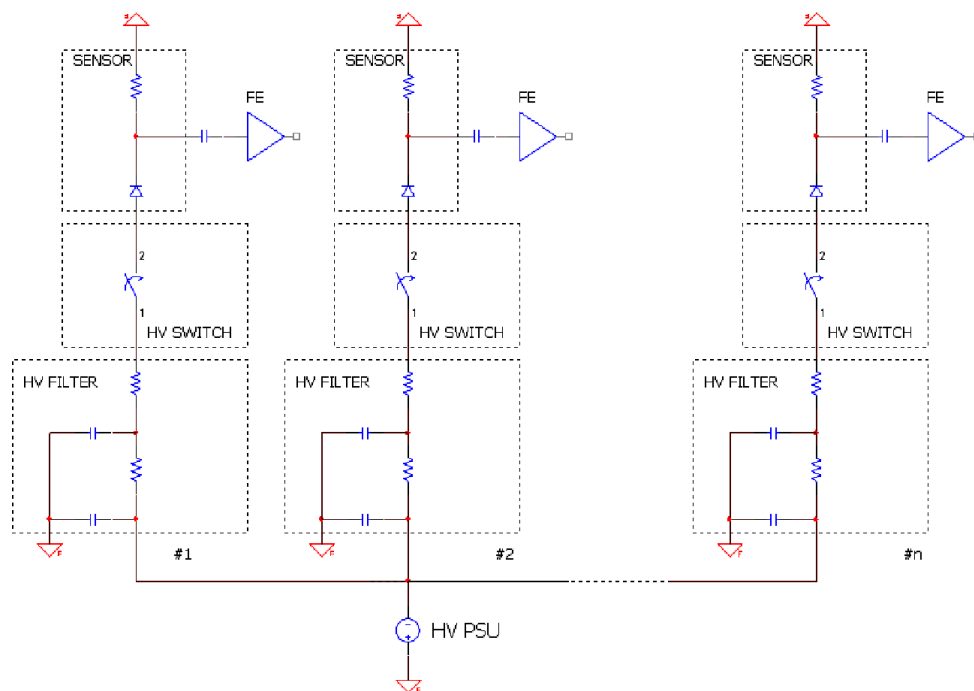 SENSOR
FE
SENSOR
FE
SENSOR
FE
2
2
2
1
1
1
HV SWITCH
HV SWITCH
HV SWITCH
HV FILTER
HV FILTER
HV FILTER
#1
#2
#n
HV PSU